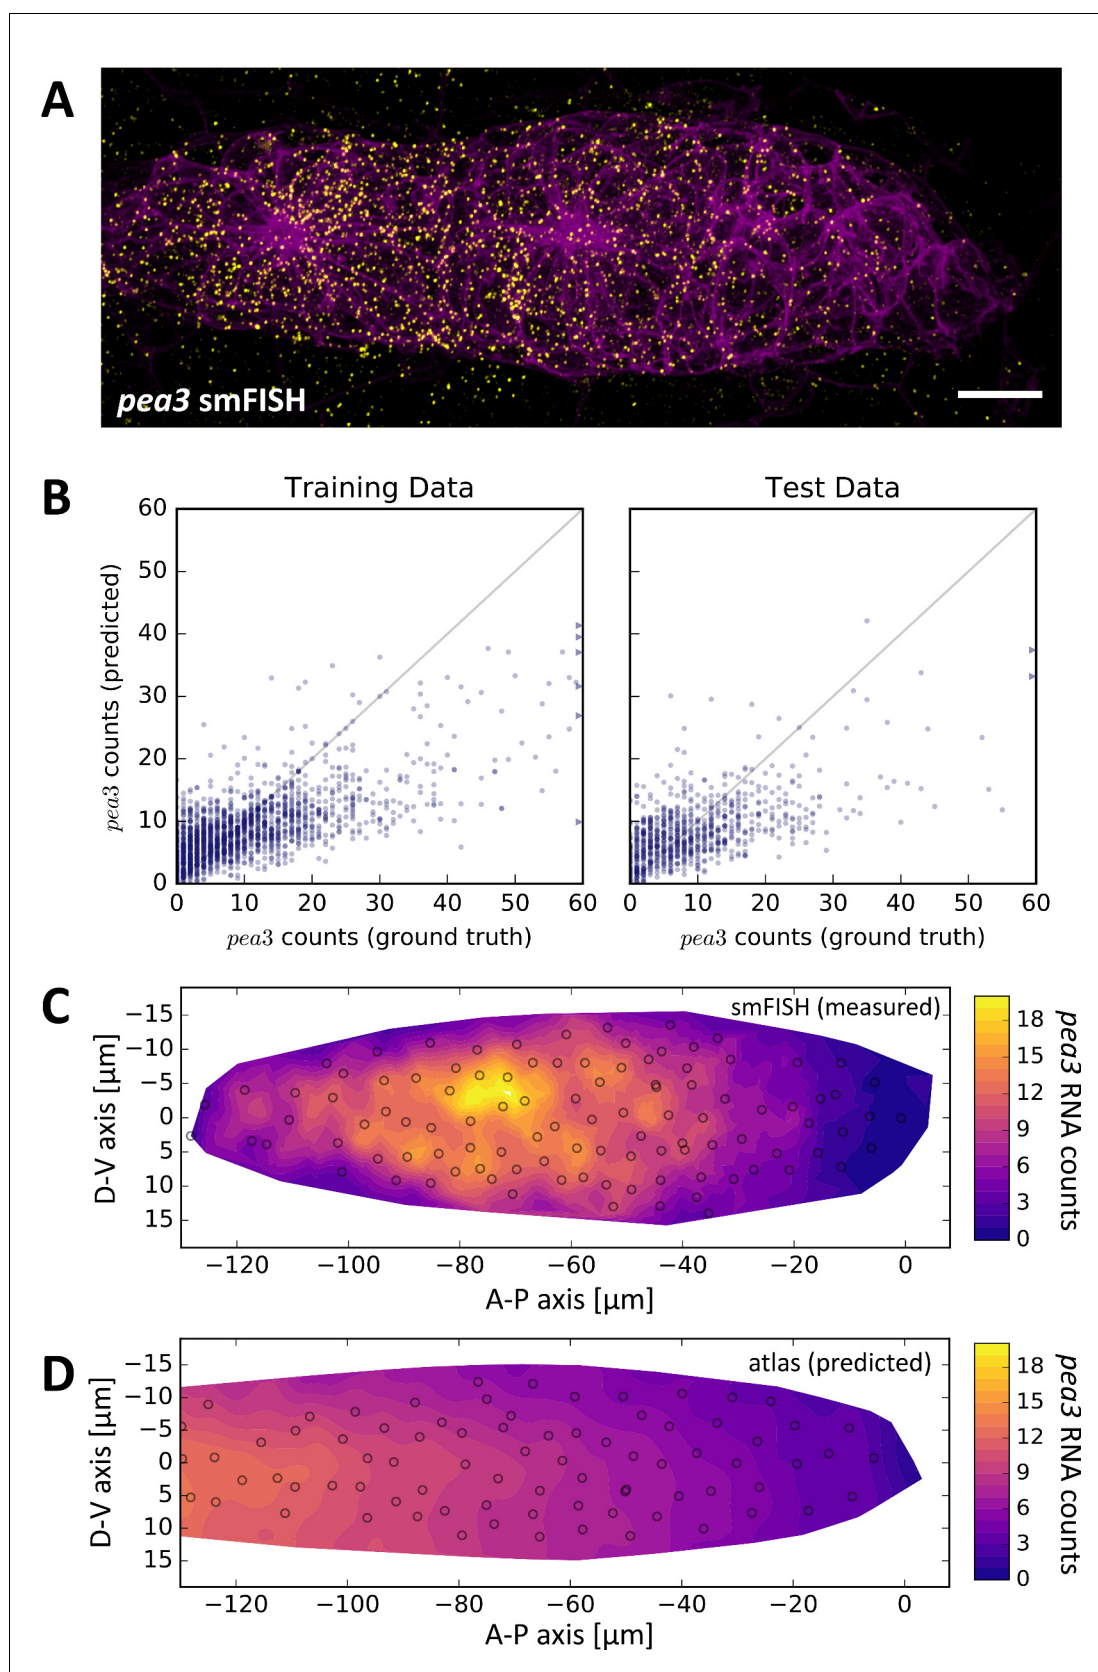 A
pea3 smFISH
B
Training Data
Test Data
60
50
40
30
20
10
0
pea3 counts (predicted)
0 10 20 30 40 50 60
0 10 20 30 40 50 60
pea3 counts (ground truth)
pea3 counts (ground truth)
C
smFISH (measured)
−15
−10
−5
0
5
10
15
D-V axis [µm]
−120 −100 −80 −60 −40 −20 0
A-P axis [µm]
18
15
12
9
6
3
0
pea3 RNA counts
D
atlas (predicted)
−15
−10
−5
0
5
10
15
D-V axis [µm]
−120 −100 −80 −60 −40 −20 0
A-P axis [µm]
18
15
12
9
6
3
0
pea3 RNA counts